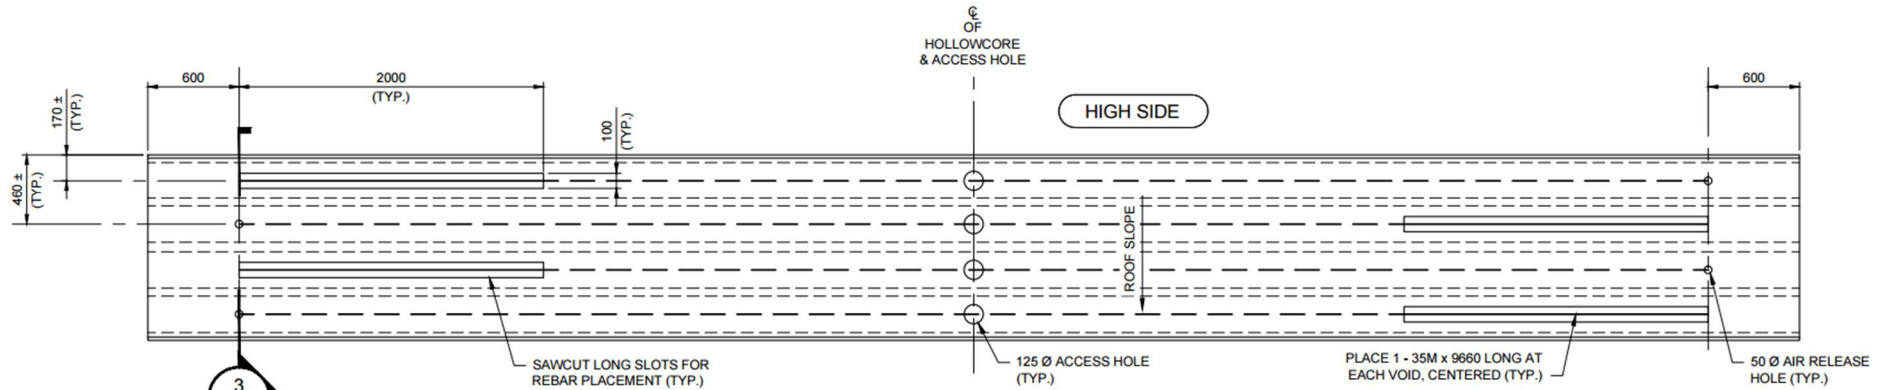 ℄
OF
HOLLOWCORE
& ACCESS HOLE
600
2000
(TYP.)
600
170 ±
(TYP.)
100
(TYP.)
HIGH SIDE
460 ±
(TYP.)
ROOF SLOPE
SAWCUT LONG SLOTS FOR
REBAR PLACEMENT (TYP.)
125 Ø ACCESS HOLE
(TYP.)
PLACE 1 - 35M x 9660 LONG AT
EACH VOID, CENTERED (TYP.)
50 Ø AIR RELEASE
HOLE (TYP.)
3